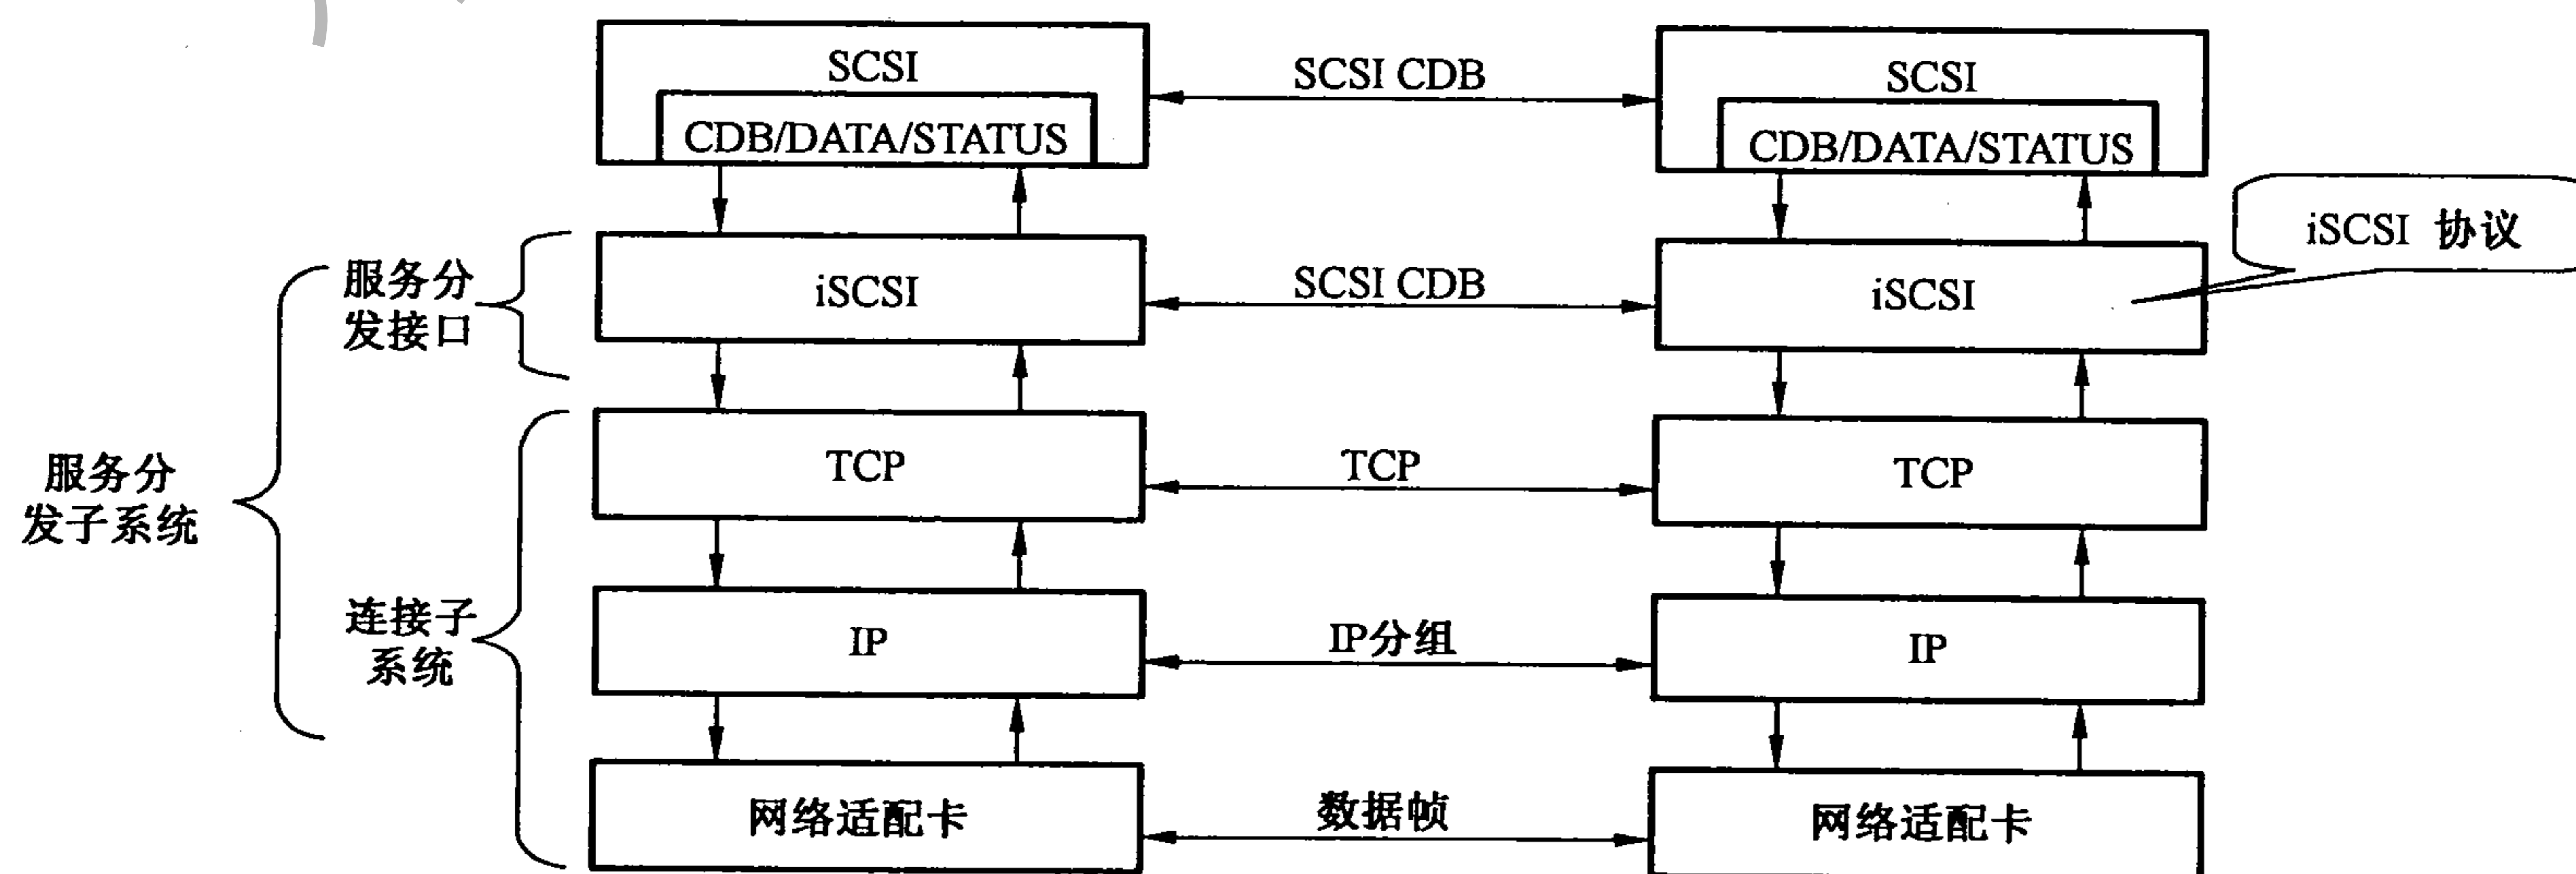 SCSI
SCSI CDB
SCSI
CDB/DATA/STATUS
CDB/DATA/STATUS
iSCSI 协议
服务分
发接口
iSCSI
SCSI CDB
iSCSI
服务分
发子系统
TCP
TCP
TCP
连接子
系统
IP
IP分组
IP
网络适配卡
数据帧
网络适配卡